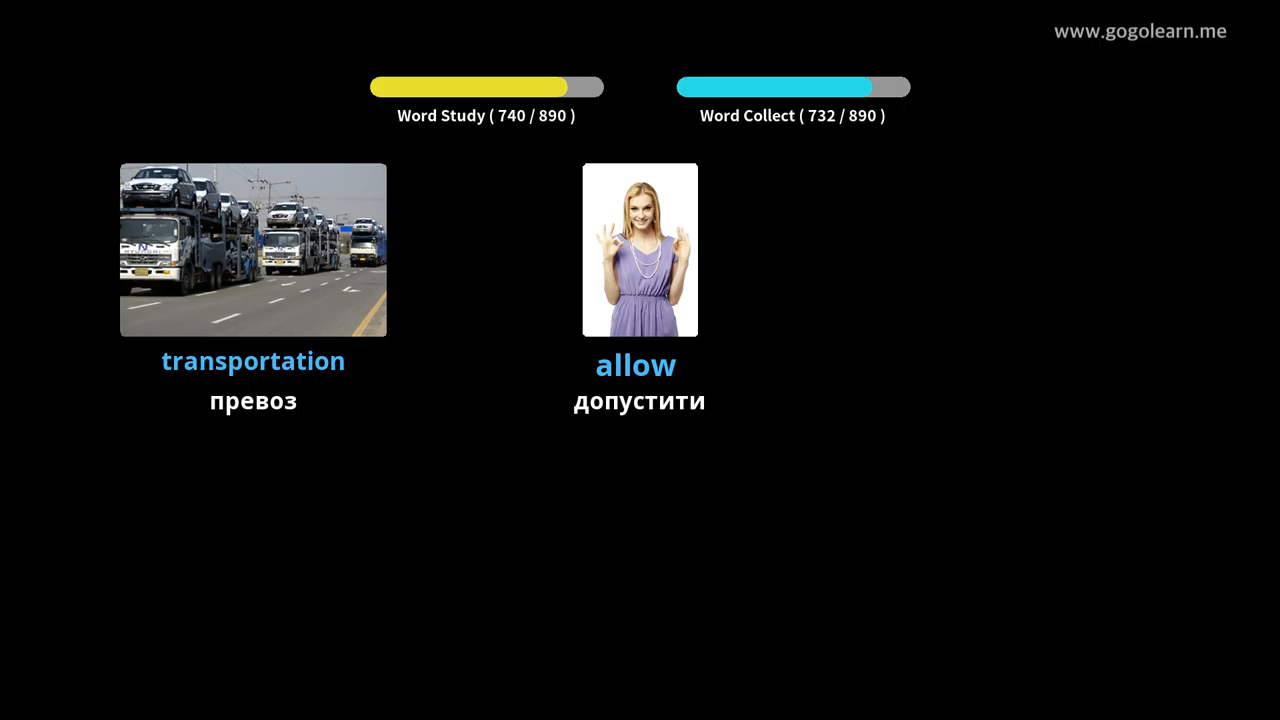 www.gogolearn.me
Word Study ( 740 / 890 )
Word Collect ( 732 / 890 )
transportation
превоз
allow
допустити